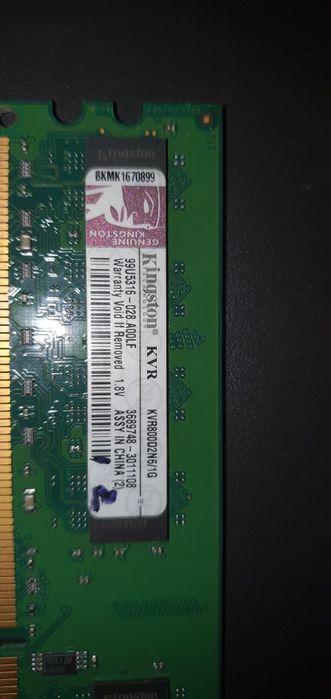 Kingston
BKMK1670899
GENUINE
KINGSTON
Kingston
KVR KVR800D2N6/1G
99U5316-028.A00LF 3689748-3011108
Warranty Void If Removed 1.8V ASSY IN CHINA (2)
Kingston